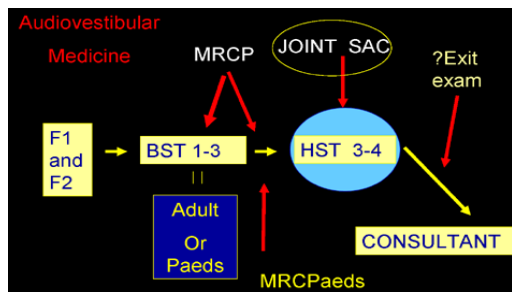 Audiovestibular
Medicine
MRCP
JOINT SAC
?Exit
exam
F1
and
F2
BST 1-3
HST 3-4
Adult
Or
Paeds
CONSULTANT
MRCPaeds